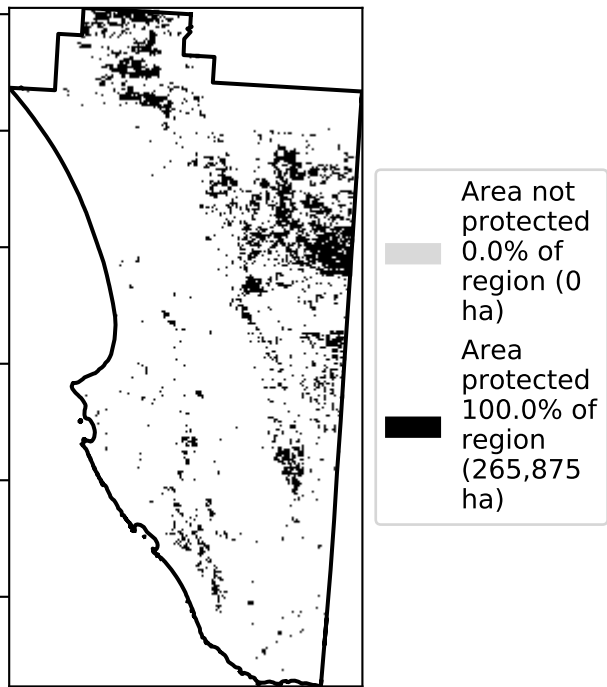 Area not
protected
0.0% of
region (0
ha)
Area
protected
100.0% of
region
(265,875
ha)